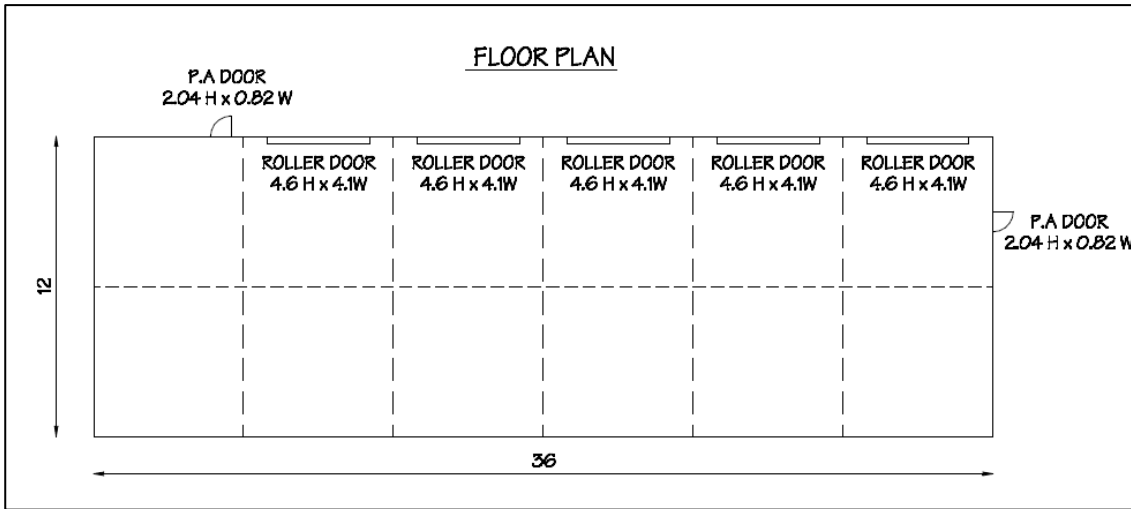 FLOOR PLAN
P.A DOOR
2.04 H x 0.82 W
ROLLER DOOR
4.6 H x 4.1W
ROLLER DOOR
4.6 H x 4.1W
ROLLER DOOR
4.6 H x 4.1W
ROLLER DOOR
4.6 H x 4.1W
ROLLER DOOR
4.6 H x 4.1W
P.A DOOR
2.04 H x 0.82 W
12
36